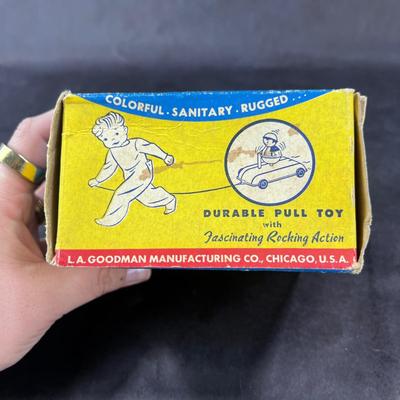 COLORFUL · SANITARY · RUGGED . . .
DURABLE PULL TOY
with
Fascinating Rocking Action
L. A. GOODMAN MANUFACTURING CO., CHICAGO, U.S.A.